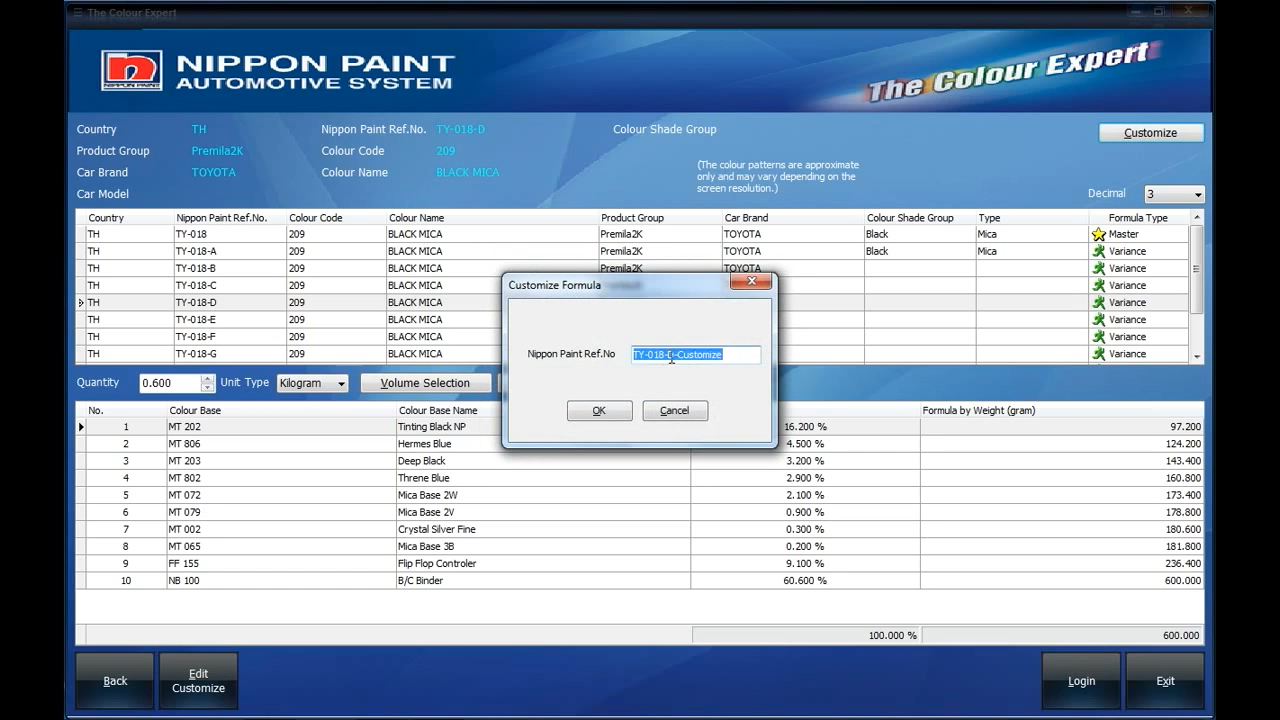 The Colour Expert
NIPPON PAINT
AUTOMOTIVE SYSTEM
The Colour Expert
Country TH Nippon Paint Ref.No. TY-018-D Colour Shade Group Customize
Product Group Premila2K Colour Code 209
(The colour patterns are approximate
only and may vary depending on the
screen resolution.)
Car Brand TOYOTA Colour Name BLACK MICA
Car Model Decimal 3
Country Nippon Paint Ref.No. Colour Code Colour Name Product Group Car Brand Colour Shade Group Type Formula Type
TH TY-018 209 BLACK MICA Premila2K TOYOTA Black Mica Master
TH TY-018-A 209 BLACK MICA Premila2K TOYOTA Black Mica Variance
TH TY-018-B 209 BLACK MICA Premila2K TOYOTA Variance
TH TY-018-C 209 BLACK MICA Variance
TH TY-018-D 209 BLACK MICA Variance
TH TY-018-E 209 BLACK MICA Variance
TH TY-018-F 209 BLACK MICA Variance
TH TY-018-G 209 BLACK MICA Variance
Customize Formula
Nippon Paint Ref.No TY-018-D-Customize
OK Cancel
Quantity 0.600 Unit Type Kilogram Volume Selection
No. Colour Base Colour Base Name Formula by Weight (gram)
1 MT 202 Tinting Black NP 16.200 % 97.200
2 MT 806 Hermes Blue 4.500 % 124.200
3 MT 203 Deep Black 3.200 % 143.400
4 MT 802 Threne Blue 2.900 % 160.800
5 MT 072 Mica Base 2W 2.100 % 173.400
6 MT 079 Mica Base 2V 0.900 % 178.800
7 MT 002 Crystal Silver Fine 0.300 % 180.600
8 MT 065 Mica Base 3B 0.200 % 181.800
9 FF 155 Flip Flop Controler 9.100 % 236.400
10 NB 100 B/C Binder 60.600 % 600.000
100.000 % 600.000
Back
Edit
Customize
Login
Exit